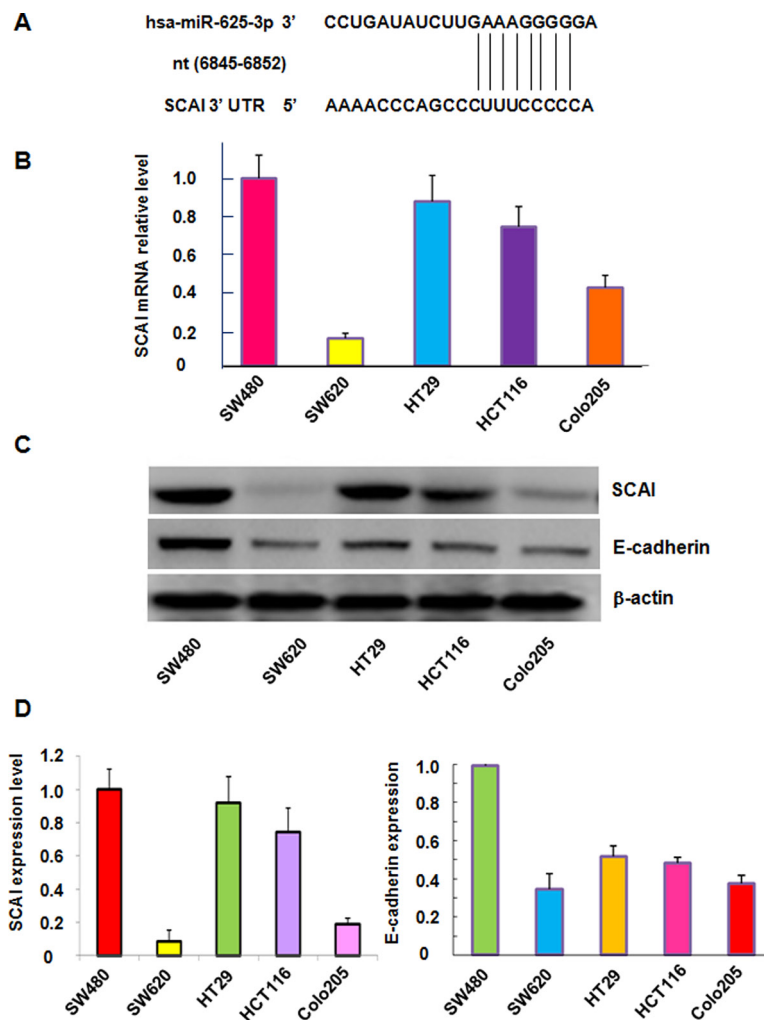 A
hsa-miR-625-3p 3’ CCUGAUAUCUUGAAAGGGGGA
nt (6845-6852)
SCAI 3’ UTR 5’ AAAACCCAGCCCUUUCCCCCA
B
SCAI mRNA relative level
1.0
0.8
0.6
0.4
0.2
0
SW480
SW620
HT29
HCT116
Colo205
C
SCAI
E-cadherin
β-actin
SW480
SW620
HT29
HCT116
Colo205
D
SCAI expression level
1.2
1.0
0.8
0.6
0.4
0.2
0
SW480
SW620
HT29
HCT116
Colo205
E-cadherin expression
1.0
0.8
0.6
0.4
0.2
0
SW480
SW620
HT29
HCT116
Colo205